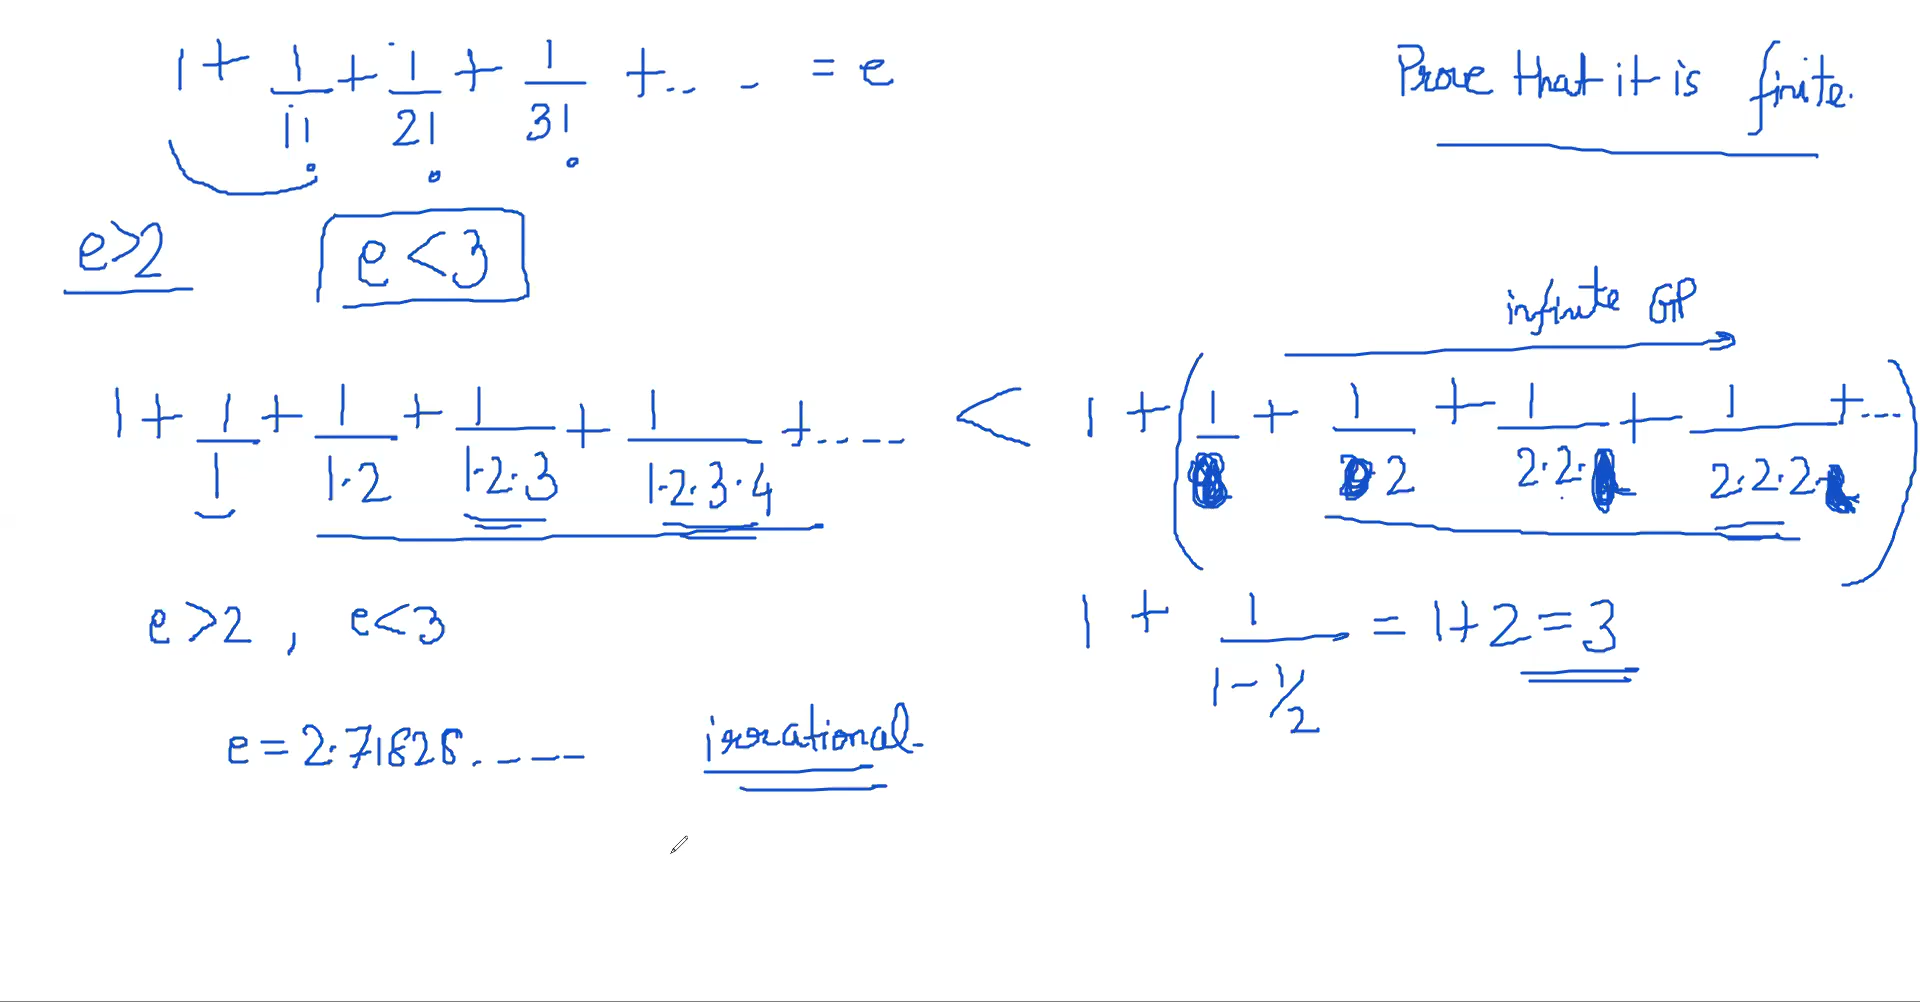 1 + 1/1! + 1/2! + 1/3! + .. . = e
Prove that it is finite.
e>2
e<3
infinite GP
1 + 1/1 + 1/1·2 + 1/1·2·3 + 1/1·2·3·4 + ..... < 1 + (1/ + 1/ 2 + 1/2·2· + 1/2·2·2· + ....)
e>2 , e<3
1 + 1/1-1/2 = 1+2=3
e=2.71828.----
irrational.